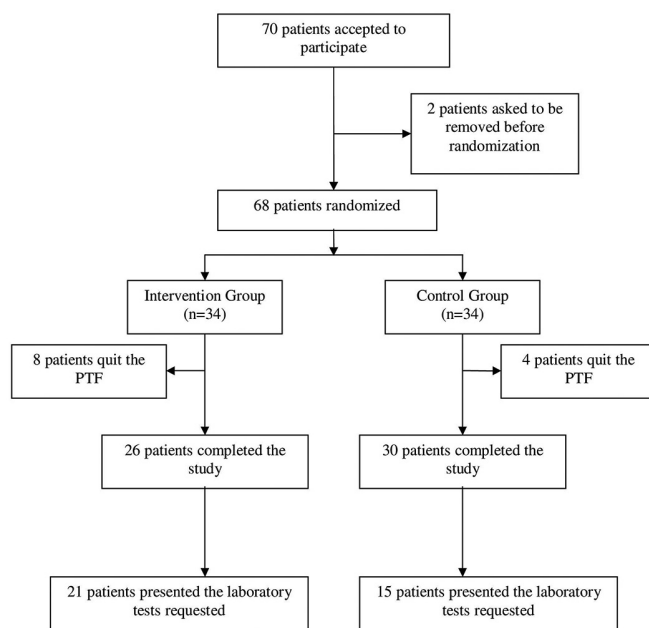 70 patients accepted to
participate
2 patients asked to be
removed before
randomization
68 patients randomized
Intervention Group
(n=34)
Control Group
(n=34)
8 patients quit the
PTF
4 patients quit the
PTF
26 patients completed the
study
30 patients completed the
study
21 patients presented the laboratory
tests requested
15 patients presented the laboratory
tests requested